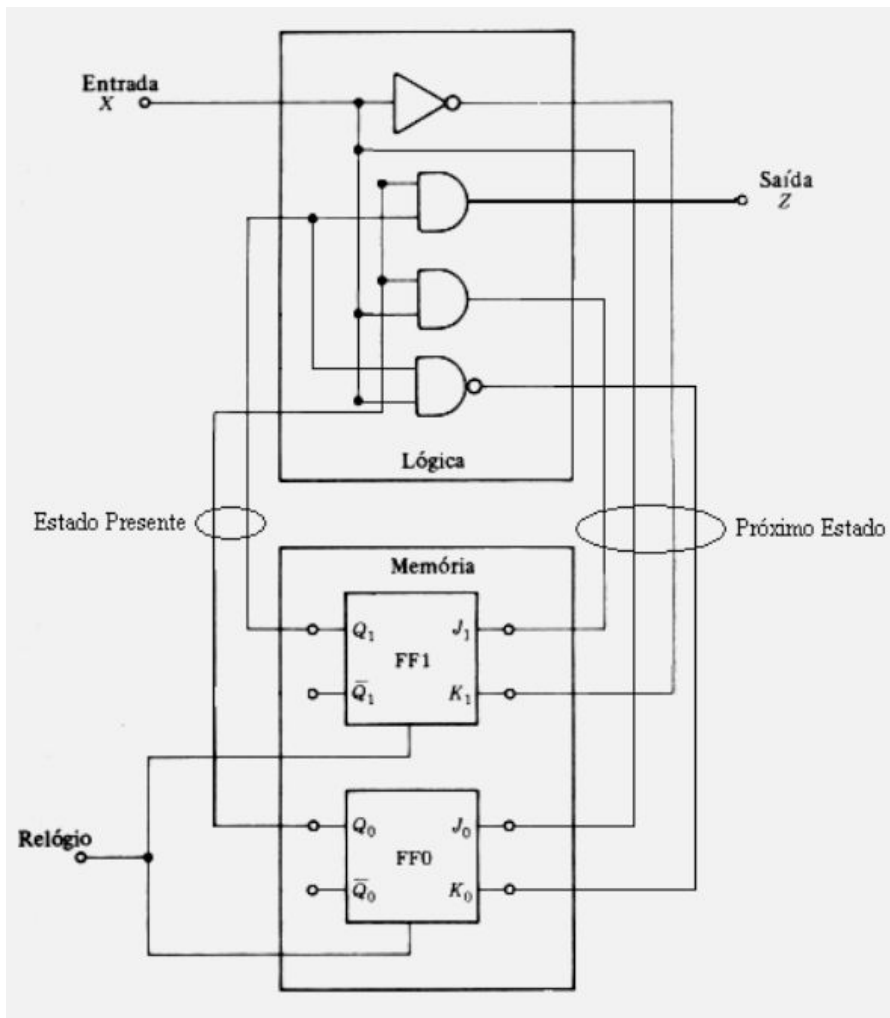 Entrada
X
Saída
Z
Lógica
Estado Presente
Próximo Estado
Memória
Q₁
J₁
FF1
Q̅₁
K₁
Relógio
Q₀
J₀
FF0
Q̅₀
K₀